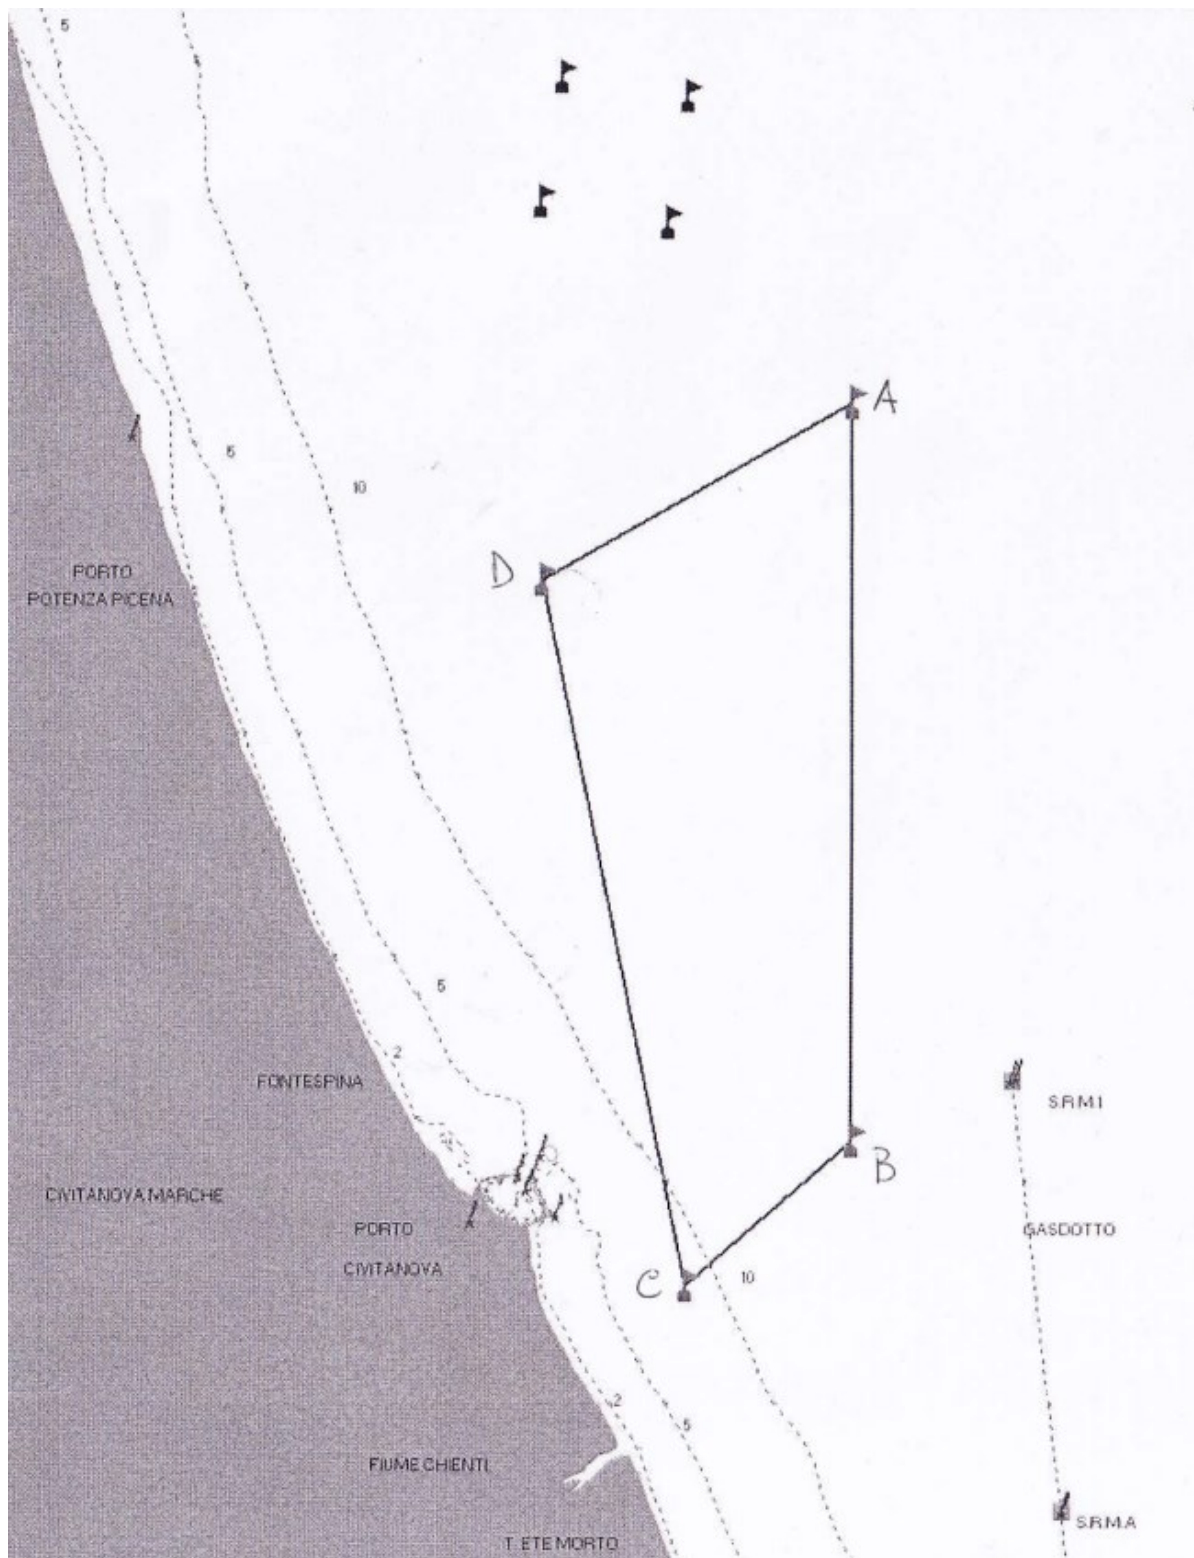 5
A
5
10
D
PORTO
POTENZA PICENA
5
2
FONTESPINA
S.R.M.I
B
CIVITANOVA MARCHE
PORTO
GASDOTTO
CIVITANOVA
C
10
2
5
FIUME CHIENTI
S.R.M.A
T. ETE MORTO